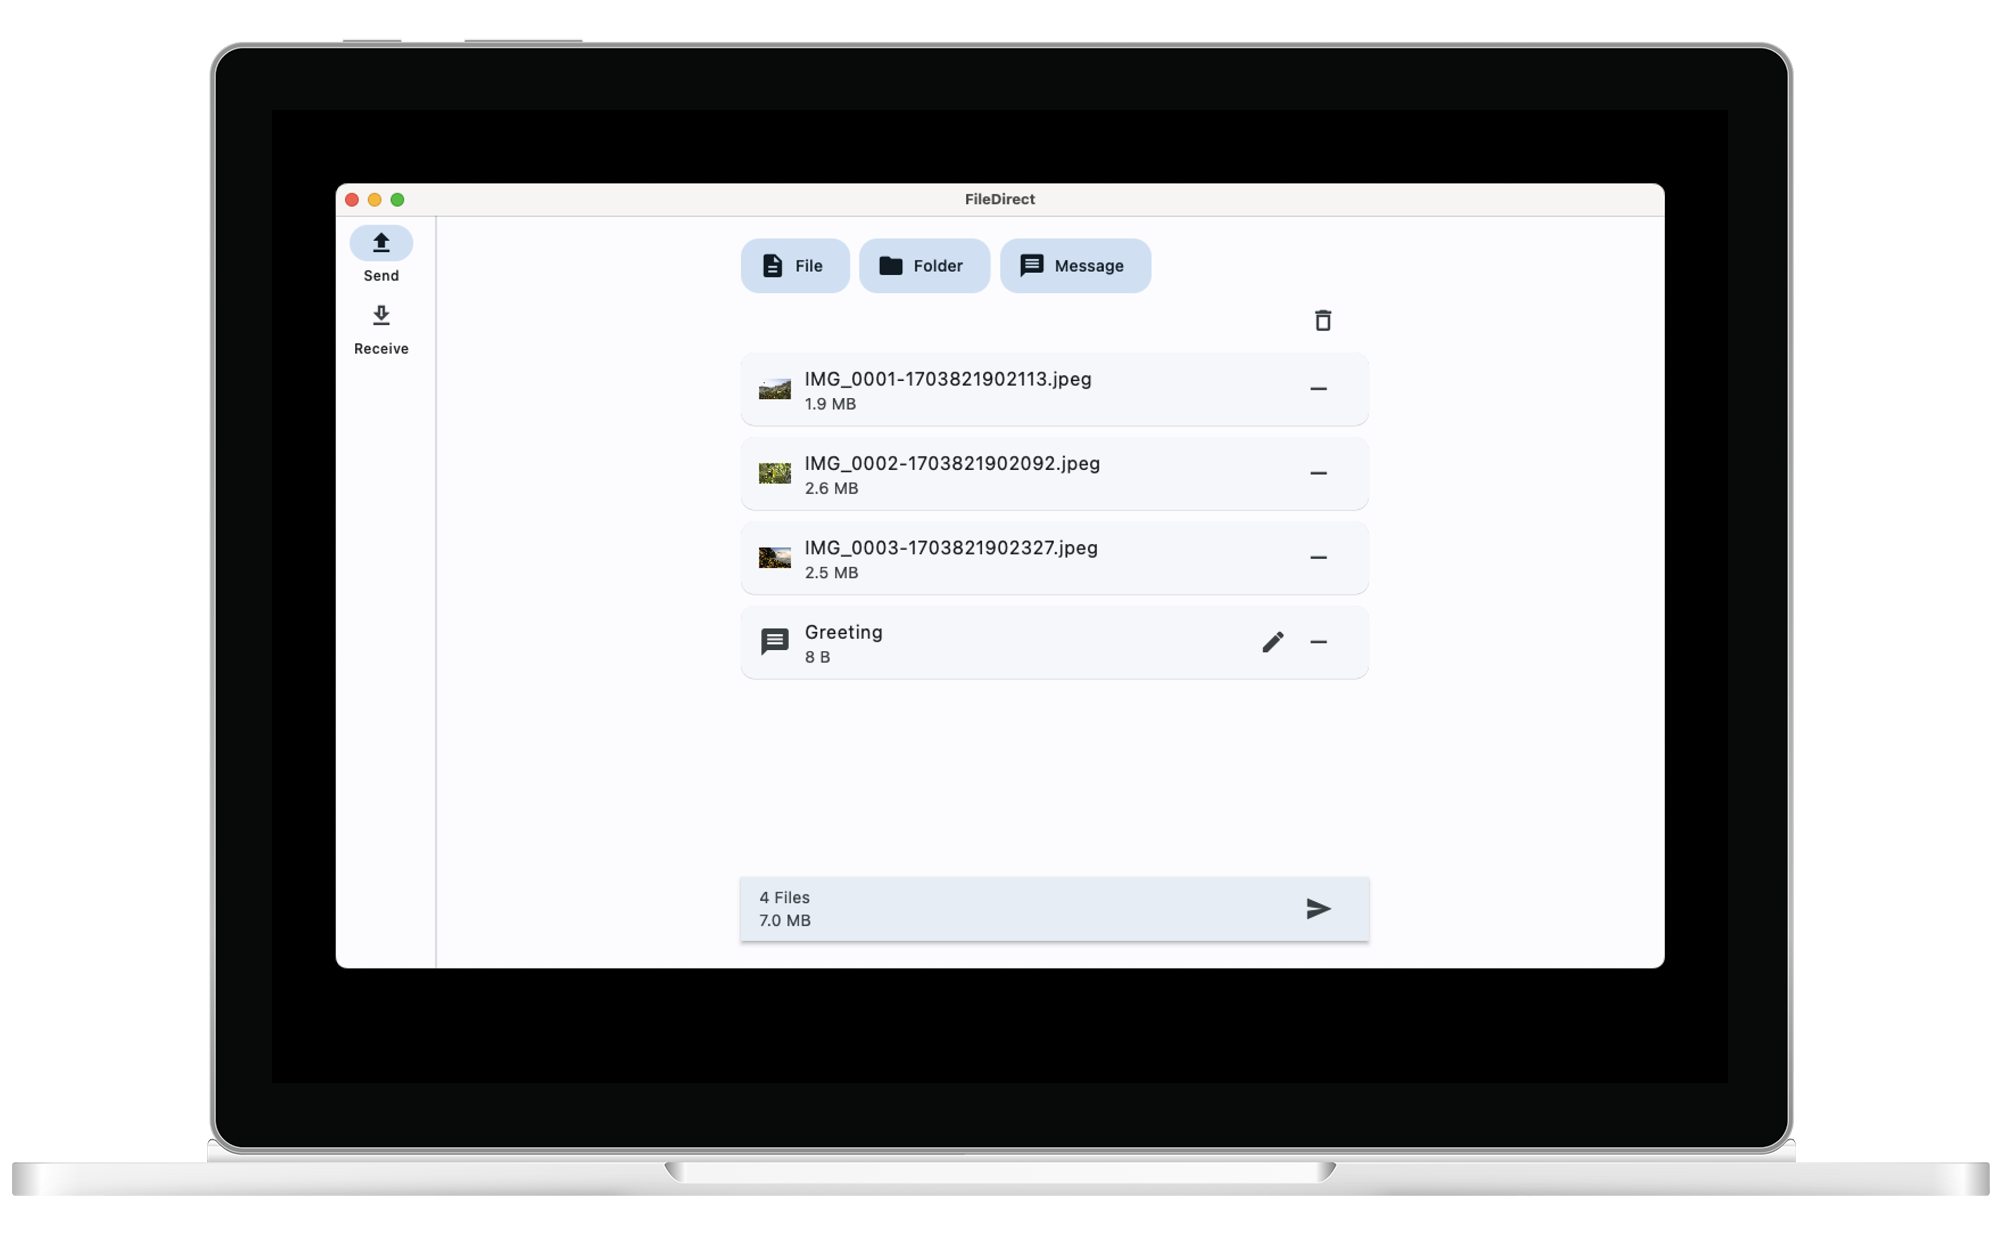 FileDirect
Send
Receive
File
Folder
Message
IMG_0001-1703821902113.jpeg
1.9 MB
IMG_0002-1703821902092.jpeg
2.6 MB
IMG_0003-1703821902327.jpeg
2.5 MB
Greeting
8 B
4 Files
7.0 MB